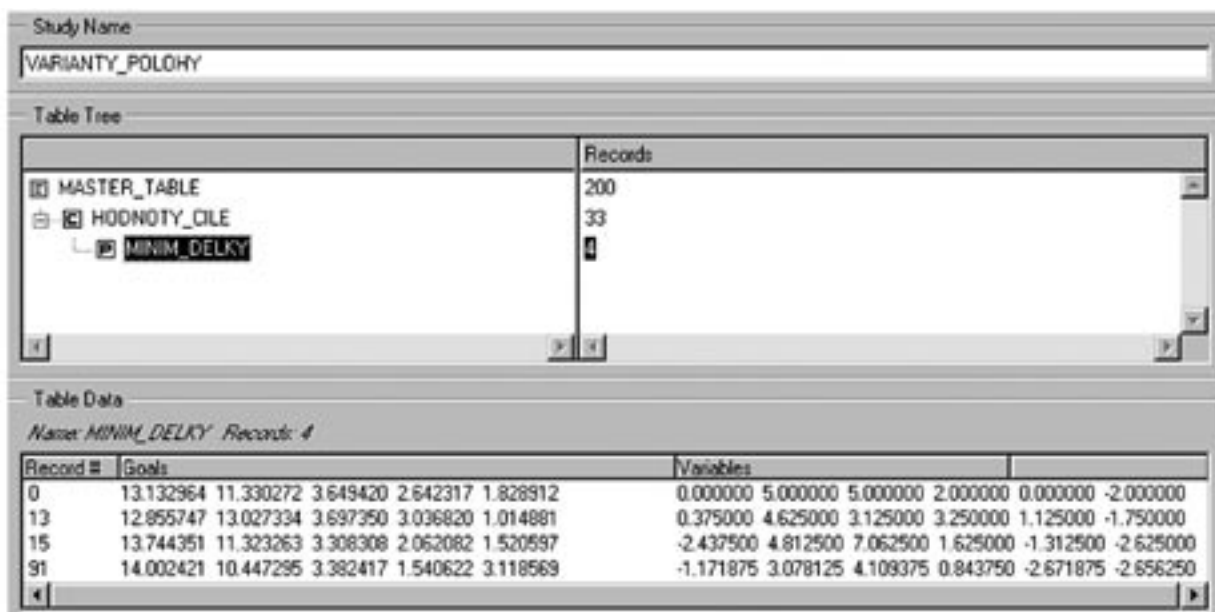 Study Name
VARIANTY_POLOHY
Table Tree
Records
MASTER_TABLE 200
C HODNOTY_CILE 33
P MINIM_DELKY 4
Table Data
Name: MINIM_DELKY Records: 4
Record # Goals Variables
0 13.132964 11.330272 3.649420 2.642317 1.828912 0.000000 5.000000 5.000000 2.000000 0.000000 -2.000000
13 12.855747 13.027334 3.697350 3.036820 1.014881 0.375000 4.625000 3.125000 3.250000 1.125000 -1.750000
15 13.744351 11.323263 3.308308 2.062082 1.520597 -2.437500 4.812500 7.062500 1.625000 -1.312500 -2.625000
91 14.002421 10.447295 3.382417 1.540622 3.118569 -1.171875 3.078125 4.109375 0.843750 -2.671875 -2.656250